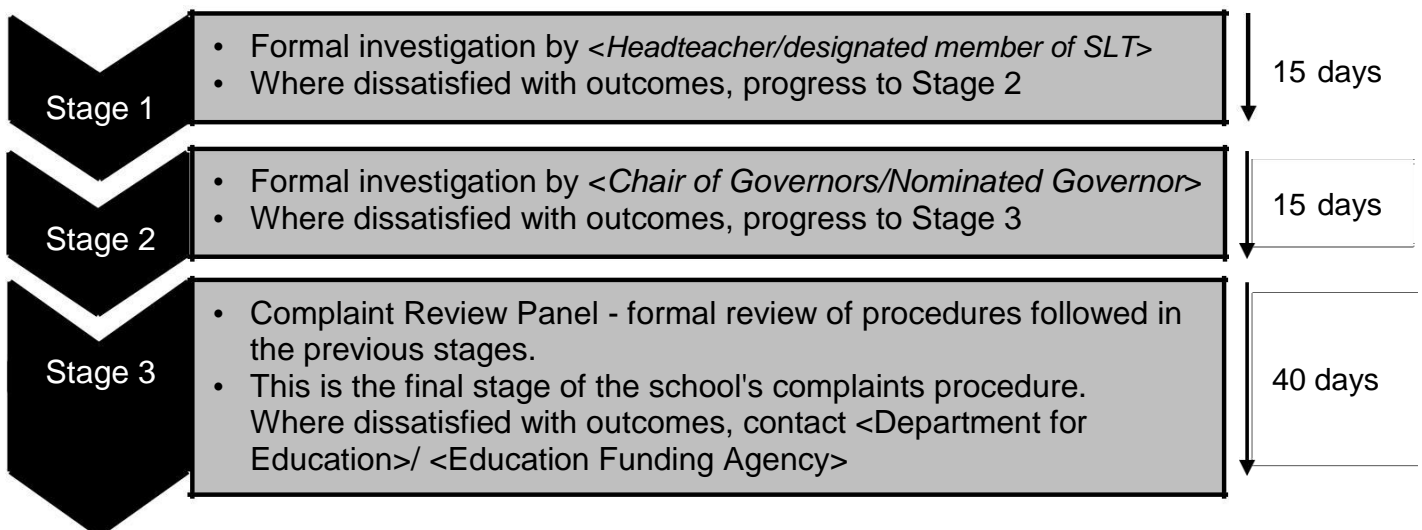 Stage 1
• Formal investigation by <Headteacher/designated member of SLT>
• Where dissatisfied with outcomes, progress to Stage 2
15 days
Stage 2
• Formal investigation by <Chair of Governors/Nominated Governor>
• Where dissatisfied with outcomes, progress to Stage 3
15 days
Stage 3
• Complaint Review Panel - formal review of procedures followed in
the previous stages.
• This is the final stage of the school's complaints procedure.
Where dissatisfied with outcomes, contact <Department for
Education>/ <Education Funding Agency>
40 days